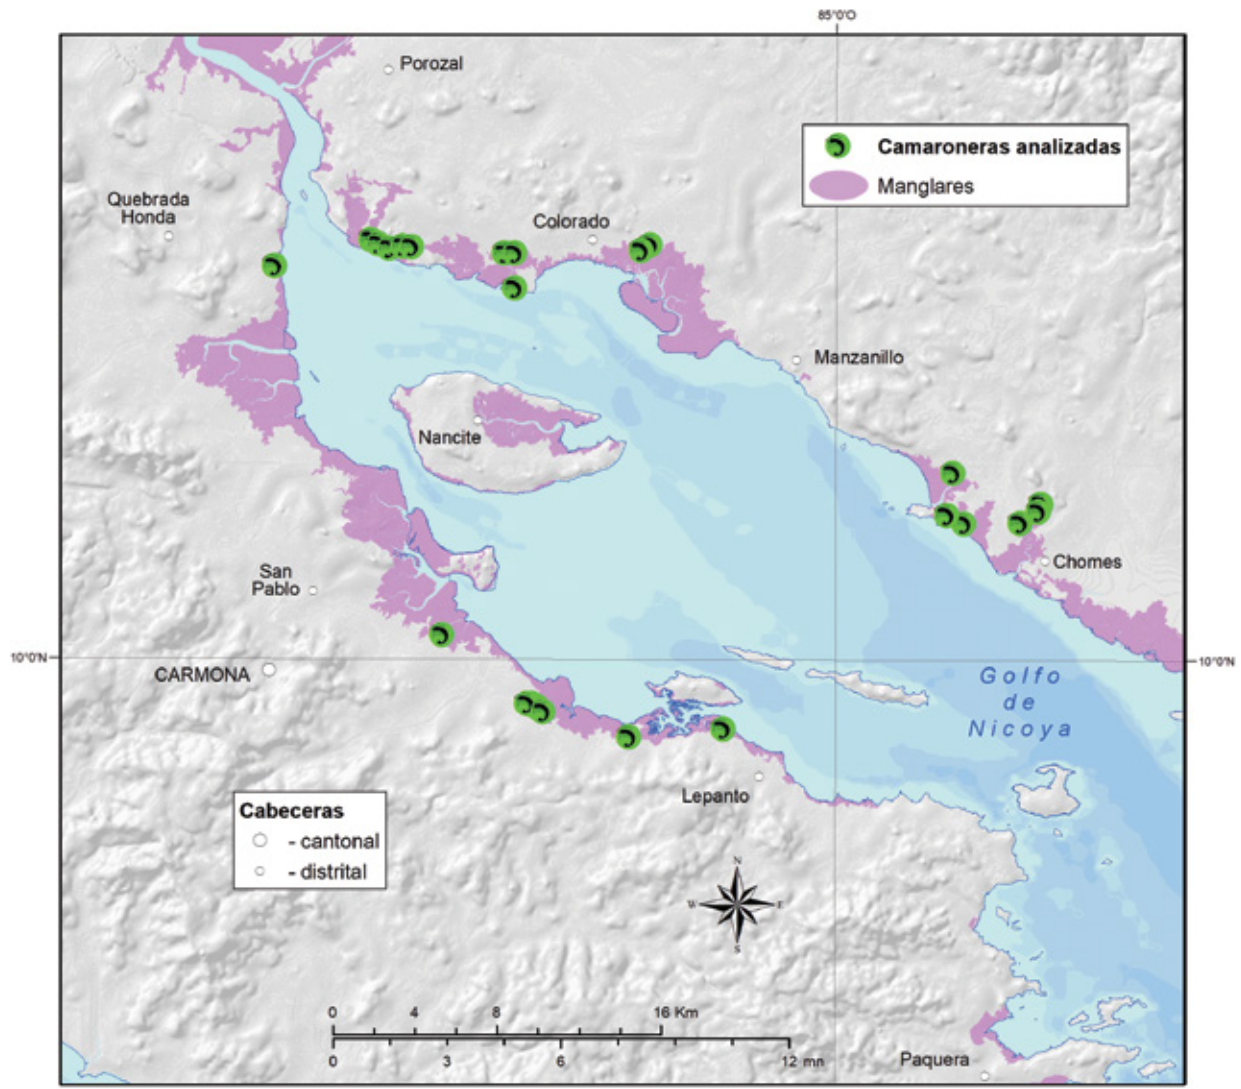 85°0'O
Porozal
Camaroneras analizadas
Manglares
Quebrada
Honda
Colorado
Manzanillo
Nancite
San
Pablo
Chomes
10°0'N
10°0'N
CARMONA
Golfo
de
Nicoya
Lepanto
Cabeceras
- cantonal
- distrital
N
W
E
S
0 4 8 16 Km
0 3 6 12 mn
Paquera